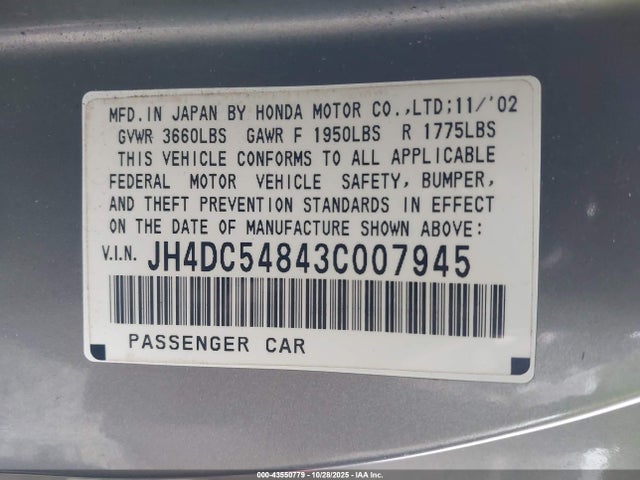 MFD. IN JAPAN BY HONDA MOTOR CO.,LTD;11/'02
GVWR 3660LBS GAWR F 1950LBS R 1775LBS
THIS VEHICLE CONFORMS TO ALL APPLICABLE
FEDERAL MOTOR VEHICLE SAFETY, BUMPER,
AND THEFT PREVENTION STANDARDS IN EFFECT
ON THE DATE OF MANUFACTURE SHOWN ABOVE:
V.I.N. JH4DC54843C007945
PASSENGER CAR
000-43550779 - 10/28/2025 - IAA Inc.